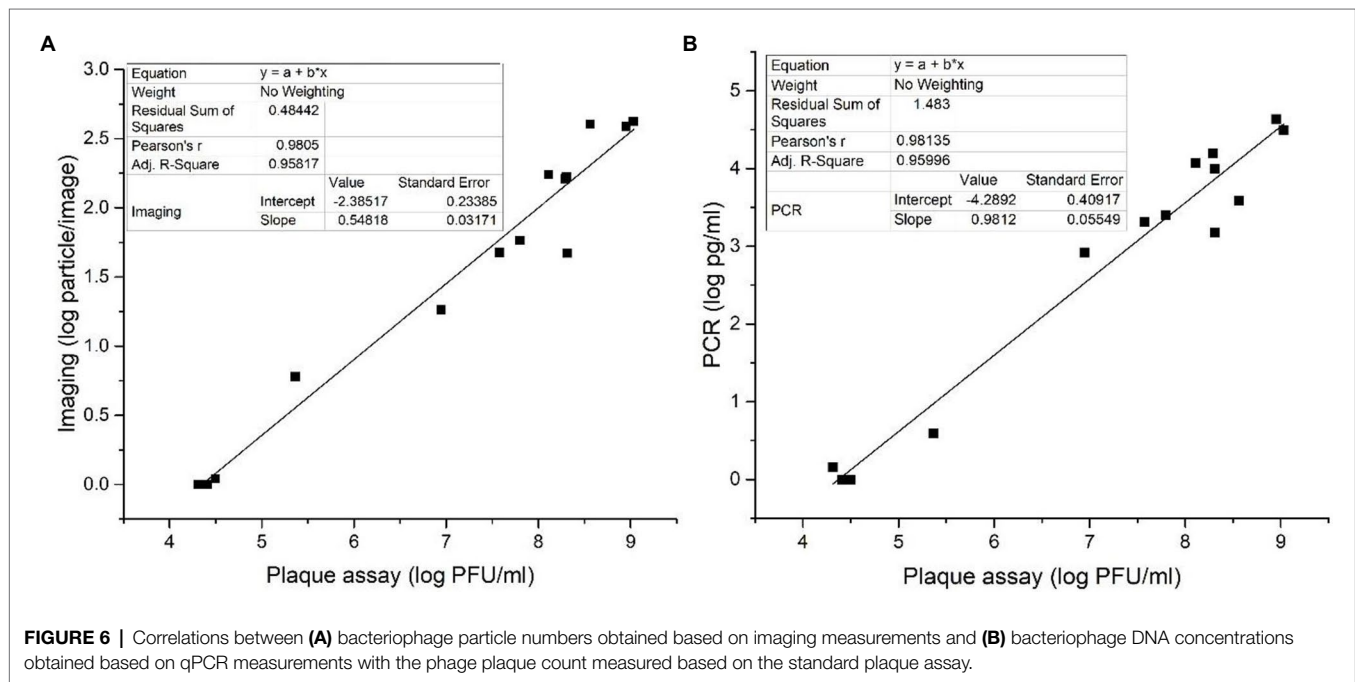 A
Equation y = a + b*x
Weight No Weighting
Residual Sum of Squares 0.48442
Pearson's r 0.9805
Adj. R-Square 0.95817
Value Standard Error
Imaging Intercept -2.38517 0.23385
Slope 0.54818 0.03171
3.0
2.5
2.0
1.5
1.0
0.5
0.0
Imaging (log particle/image)
4 5 6 7 8 9
Plaque assay (log PFU/ml)
B
Equation y = a + b*x
Weight No Weighting
Residual Sum of Squares 1.483
Pearson's r 0.98135
Adj. R-Square 0.95996
Value Standard Error
PCR Intercept -4.2892 0.40917
Slope 0.9812 0.05549
5
4
3
2
1
0
PCR (log pg/ml)
4 5 6 7 8 9
Plaque assay (log PFU/ml)
FIGURE 6 | Correlations between (A) bacteriophage particle numbers obtained based on imaging measurements and (B) bacteriophage DNA concentrations
obtained based on qPCR measurements with the phage plaque count measured based on the standard plaque assay.